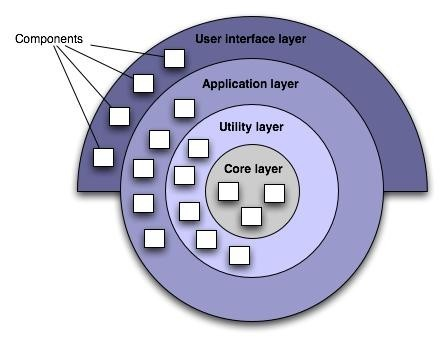 Components
User interface layer
Application layer
Utility layer
Core layer